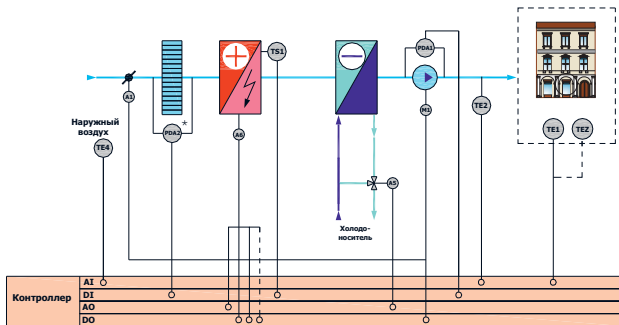 PDA1
TS1
A1
*
Наружный
воздух
PDA2
A6
M1
TE2
TE1
TEZ
TE4
A5
Холодо-
носитель
Контроллер
AI
DI
AO
DO